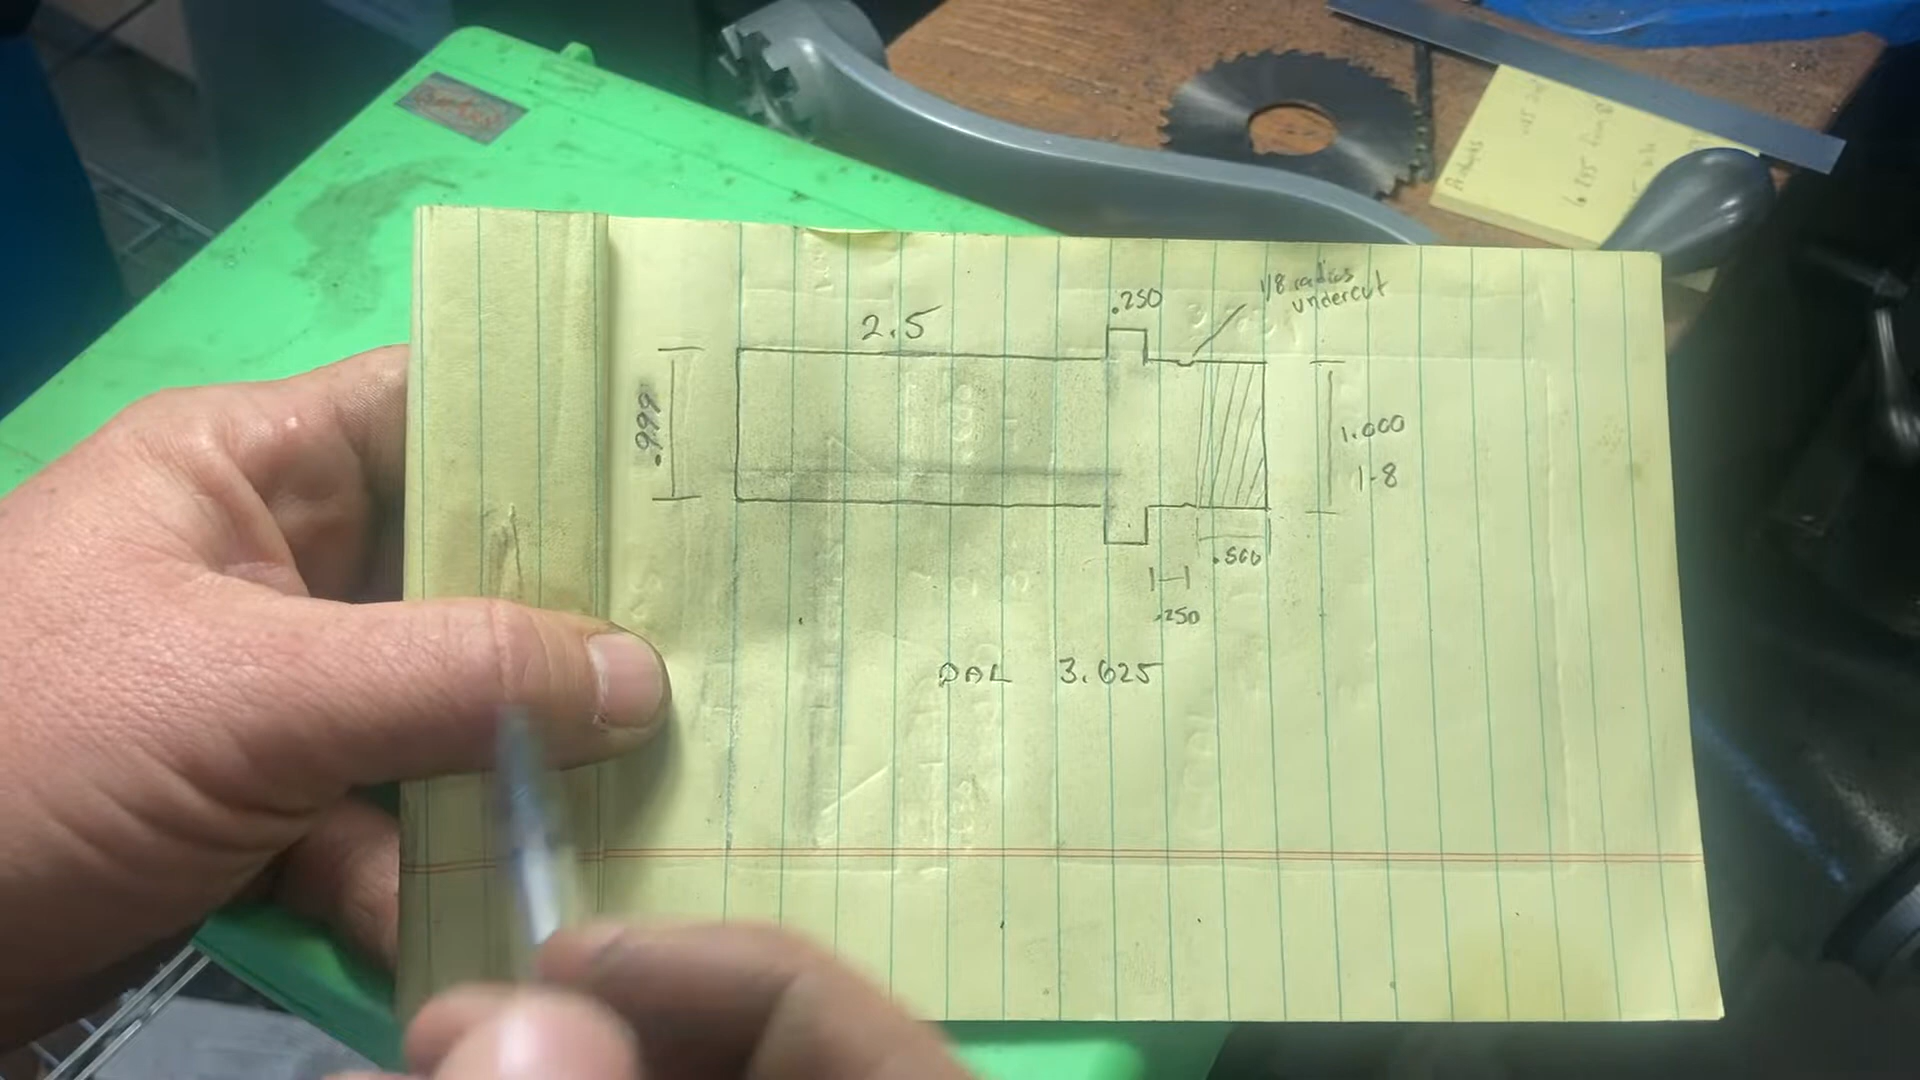 .250
1/8 radius
undercut
2.5
.999
1.000
1-8
.500
.250
OAL 3.625